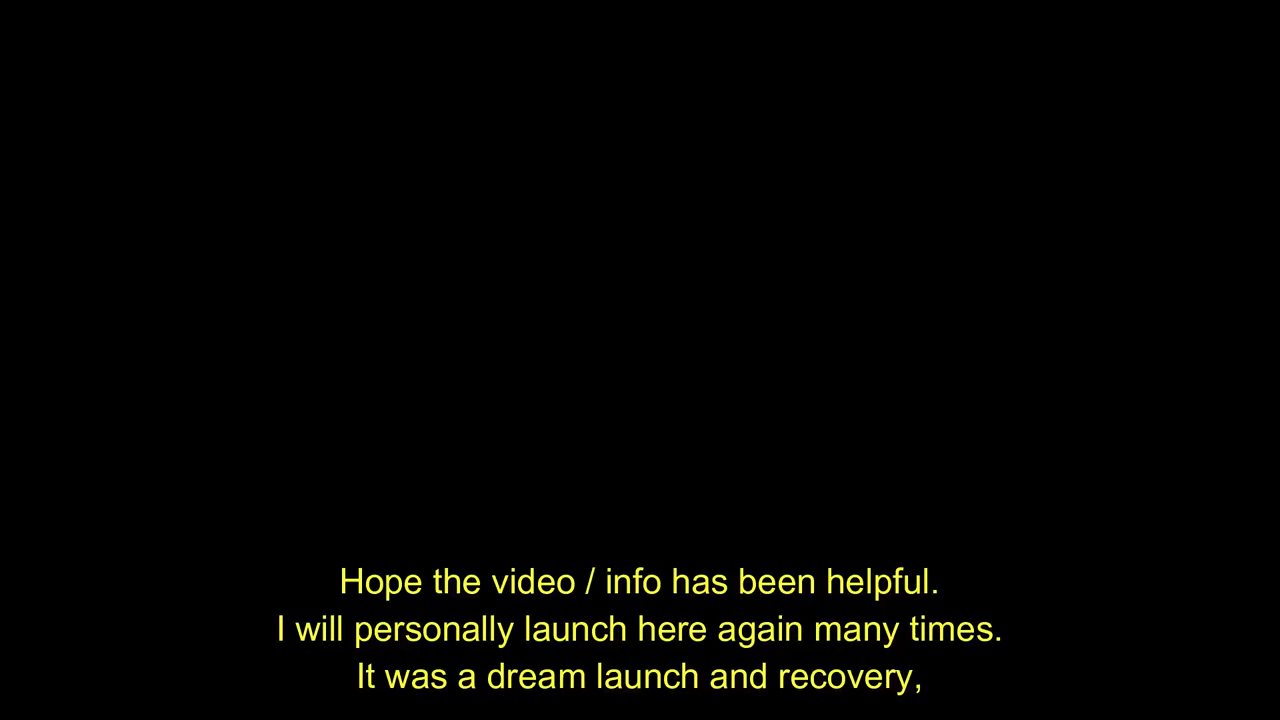 Hope the video / info has been helpful.
I will personally launch here again many times.
It was a dream launch and recovery,